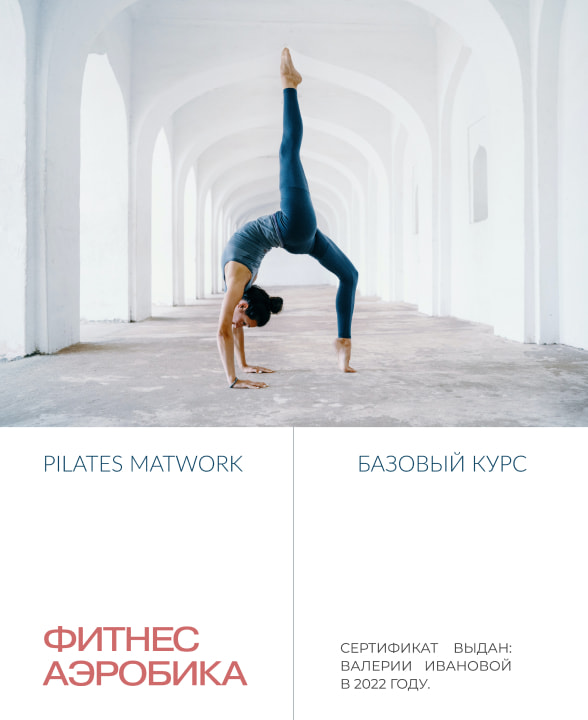 PILATES MATWORK
БАЗОВЫЙ КУРС
ФИТНЕС
АЭРОБИКА
СЕРТИФИКАТ ВЫДАН:
ВАЛЕРИИ ИВАНОВОЙ
В 2022 ГОДУ.